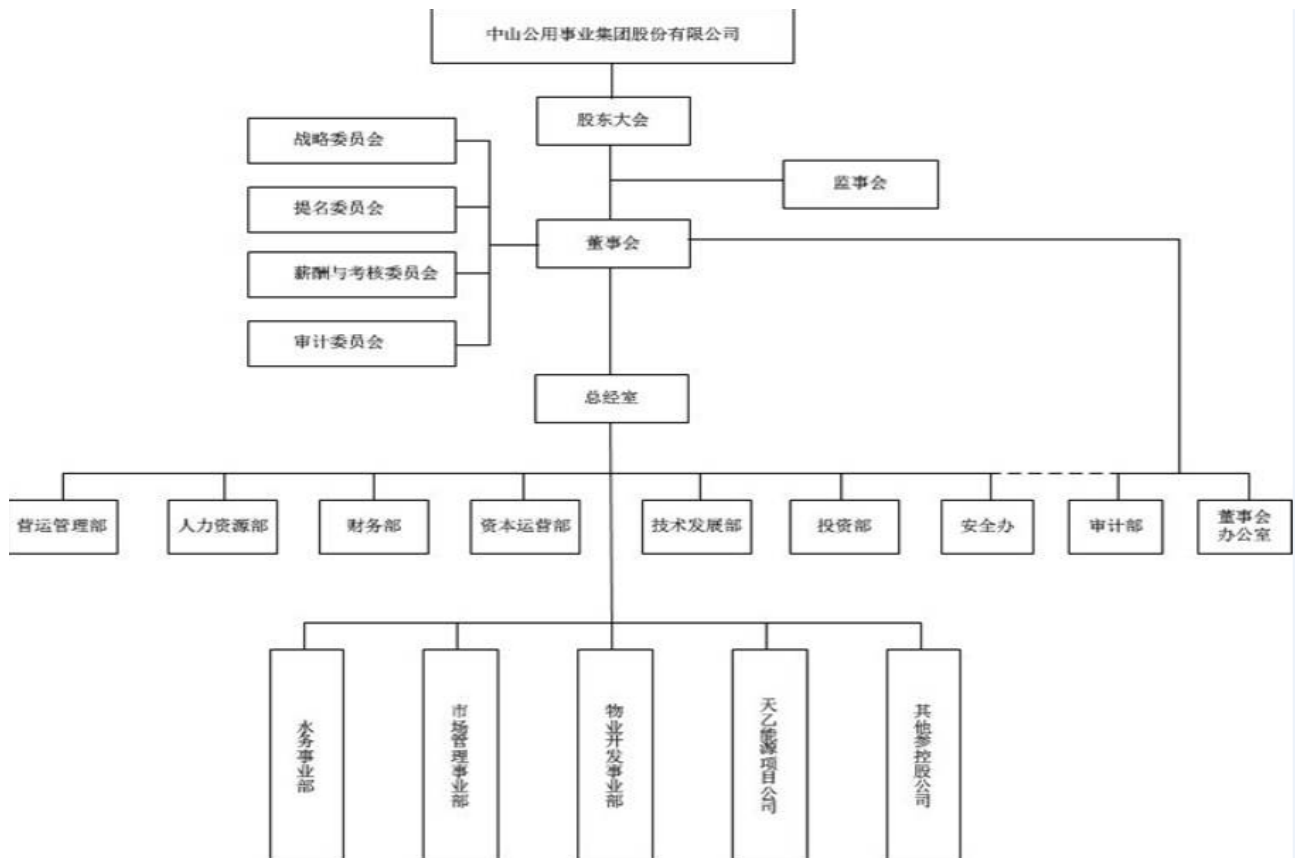 中山公用事业集团股份有限公司
股东大会
战略委员会
监事会
提名委员会
董事会
薪酬与考核委员会
审计委员会
总经室
营运管理部
人力资源部
财务部
资本运营部
技术发展部
投资部
安全办
审计部
董事会
办公室
水务事业部
市场管理事业部
物业开发事业部
天乙能源项目公司
其他参控股公司